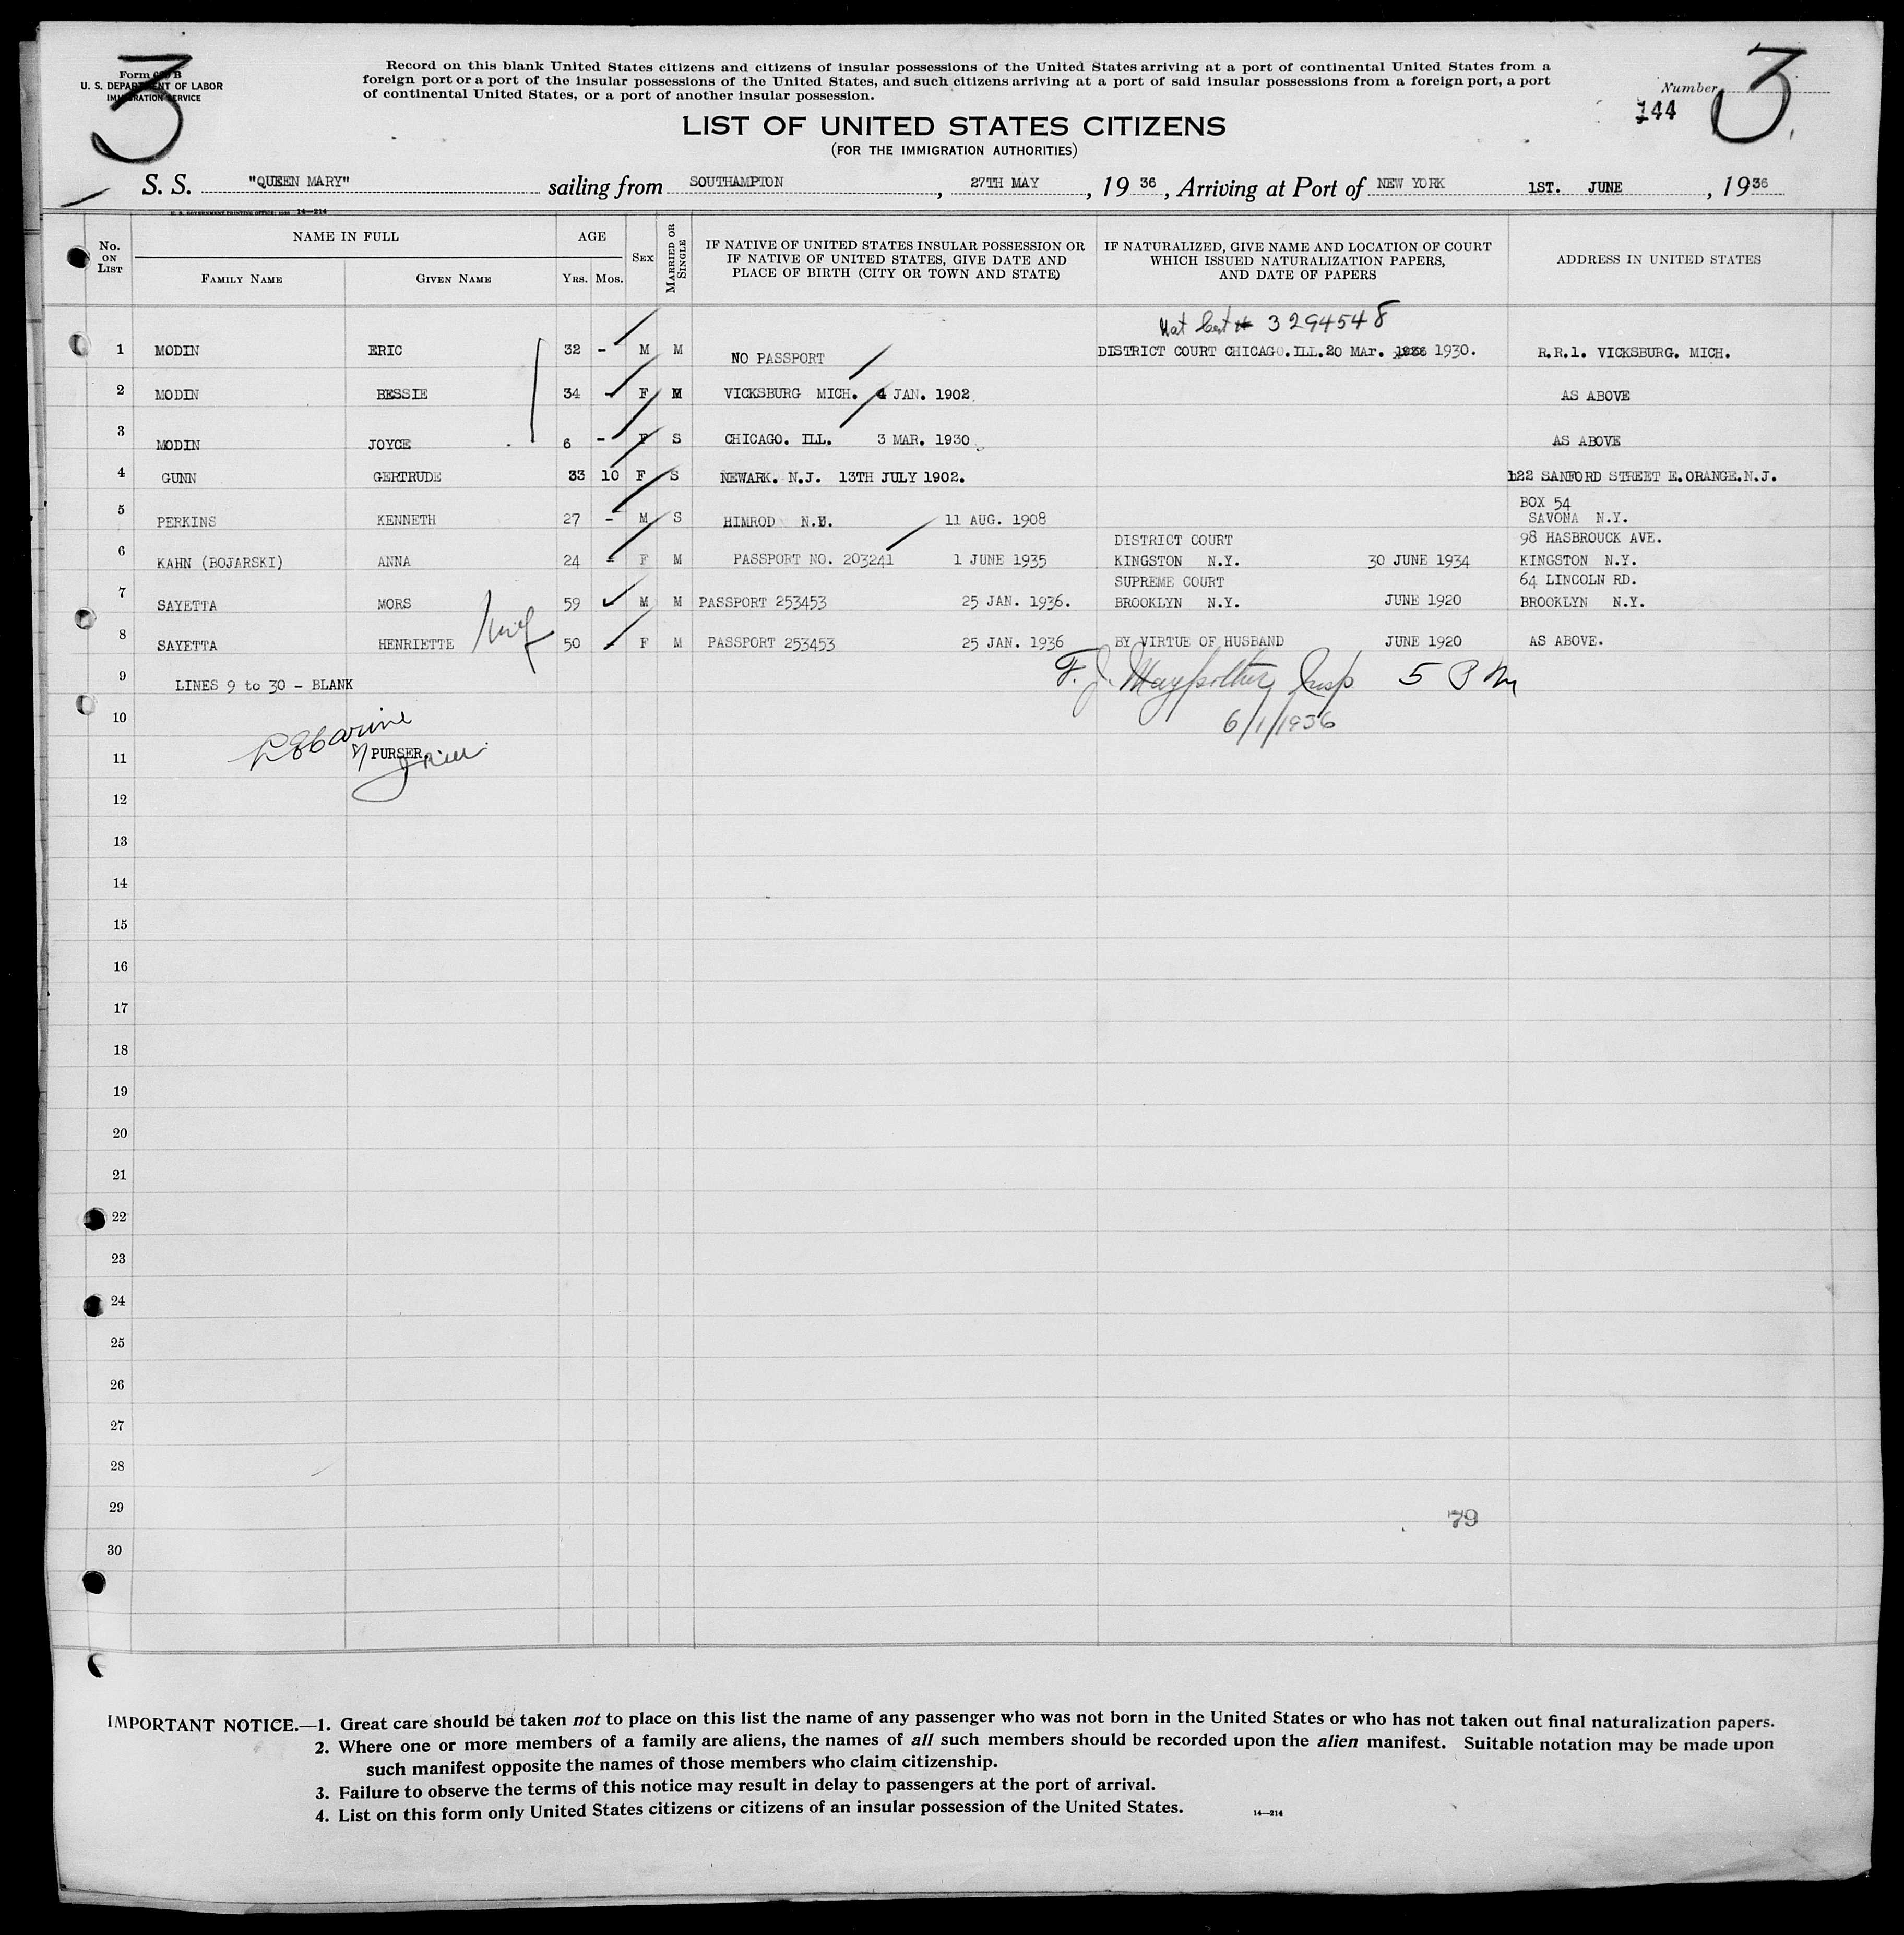 3
Form 630 B
U. S. DEPARTMENT OF LABOR
IMMIGRATION SERVICE
Record on this blank United States citizens and citizens of insular possessions of the United States arriving at a port of continental United States from a
foreign port or a port of the insular possessions of the United States, and such citizens arriving at a port of said insular possessions from a foreign port, a port
of continental United States, or a port of another insular possession.
Number 3
144
LIST OF UNITED STATES CITIZENS
(FOR THE IMMIGRATION AUTHORITIES)
S. S. "QUEEN MARY" sailing from SOUTHAMPTON, 27TH MAY, 19 36, Arriving at Port of NEW YORK 1ST. JUNE, 1936
14—214
No. ON LIST
NAME IN FULL
FAMILY NAME
GIVEN NAME
AGE
YRS. MOS.
SEX
MARRIED OR SINGLE
IF NATIVE OF UNITED STATES INSULAR POSSESSION OR
IF NATIVE OF UNITED STATES, GIVE DATE AND
PLACE OF BIRTH (CITY OR TOWN AND STATE)
IF NATURALIZED, GIVE NAME AND LOCATION OF COURT
WHICH ISSUED NATURALIZATION PAPERS,
AND DATE OF PAPERS
ADDRESS IN UNITED STATES
Nat Cert # 3294548
1 MODIN ERIC 32 - M M NO PASSPORT DISTRICT COURT CHICAGO.ILL.20 MAr. 1936 1930. R.R.1. VICKSBURG. MICH.
2 MODIN BESSIE 34 - F M VICKSBURG MICH. 4 JAN. 1902. AS ABOVE
3 MODIN JOYCE 6 - F S CHICAGO. ILL. 3 MAR. 1930 AS ABOVE
4 GUNN GERTRUDE 33 10 F S NEWARK. N.J. 13TH JULY 1902. 122 SANFORD STREET E.ORANGE.N.J.
5 PERKINS KENNETH 27 - M S HIMROD N.Y. 11 AUG. 1908 BOX 54
SAVONA N.Y.
6 KAHN (BOJARSKI) ANNA 24 - F M PASSPORT NO. 203241 1 JUNE 1935 DISTRICT COURT
KINGSTON N.Y. 30 JUNE 1934 98 HASBROUCK AVE.
KINGSTON N.Y.
7 SAYETTA MORS 59 M M PASSPORT 253453 25 JAN. 1936. SUPREME COURT
BROOKLYN N.Y. JUNE 1920 64 LINCOLN RD.
BROOKLYN N.Y.
8 SAYETTA HENRIETTE wife 50 - F M PASSPORT 253453 25 JAN. 1936 BY VIRTUE OF HUSBAND JUNE 1920 AS ABOVE.
9 LINES 9 to 30 - BLANK
F. J. Insp 5 P M
6/1/1936
10
11 PURSER.
12
13
14
15
16
17
18
19
20
21
22
23
24
25
26
27
28
29
79
30
IMPORTANT NOTICE.—1. Great care should be taken not to place on this list the name of any passenger who was not born in the United States or who has not taken out final naturalization papers.
2. Where one or more members of a family are aliens, the names of all such members should be recorded upon the alien manifest. Suitable notation may be made upon
such manifest opposite the names of those members who claim citizenship.
3. Failure to observe the terms of this notice may result in delay to passengers at the port of arrival.
4. List on this form only United States citizens or citizens of an insular possession of the United States. 14—214